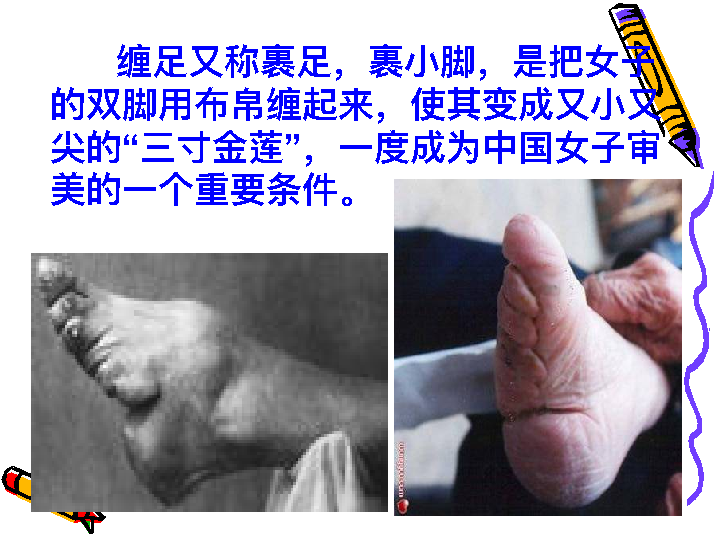 缠足又称裹足，裹小脚，是把女子
的双脚用布帛缠起来，使其变成又小又
尖的“三寸金莲”，一度成为中国女子审
美的一个重要条件。